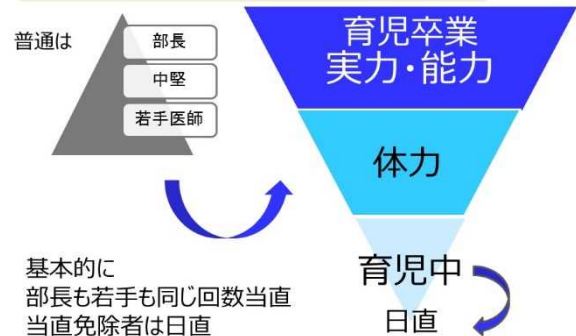 普通は
部長
中堅
若手医師
育児卒業
実力・能力
体力
育児中
日直
基本的に
部長も若手も同じ回数当直
当直免除者は日直